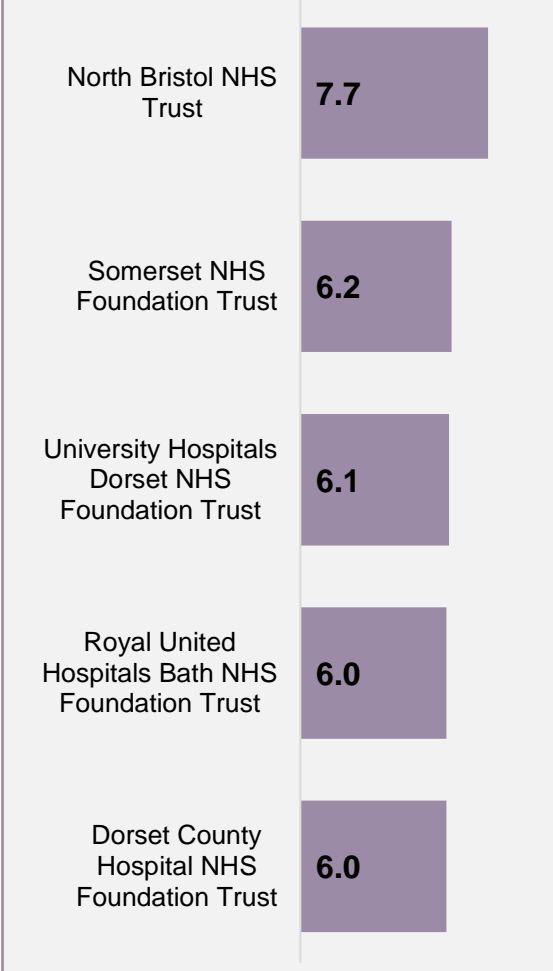 North Bristol NHS
Trust
7.7
Somerset NHS
Foundation Trust
6.2
University Hospitals
Dorset NHS
Foundation Trust
6.1
Royal United
Hospitals Bath NHS
Foundation Trust
6.0
Dorset County
Hospital NHS
Foundation Trust
6.0